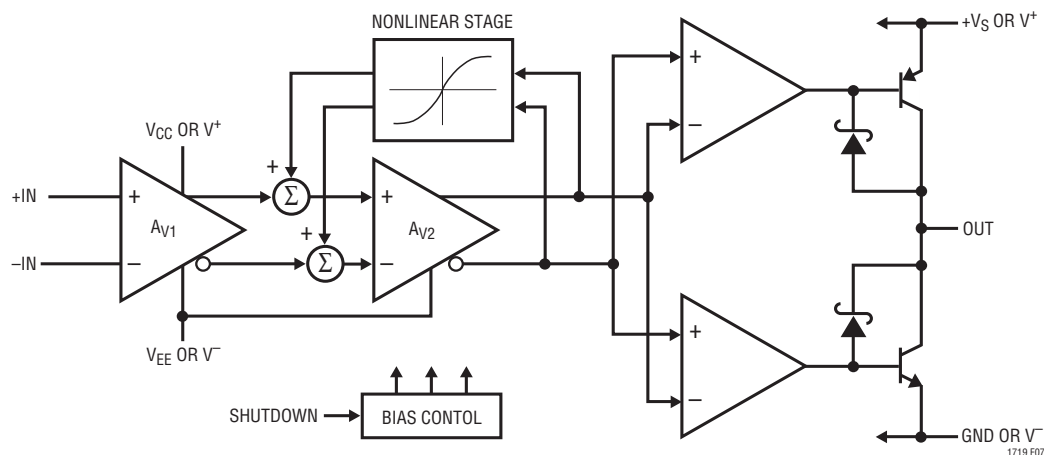 NONLINEAR STAGE
+VS OR V+
+
–
VCC OR V+
+
Σ
+IN
+
–
AV1
–IN
+
Σ
+
–
AV2
OUT
VEE OR V–
+
–
SHUTDOWN
BIAS CONTOL
GND OR V–
1719 F07